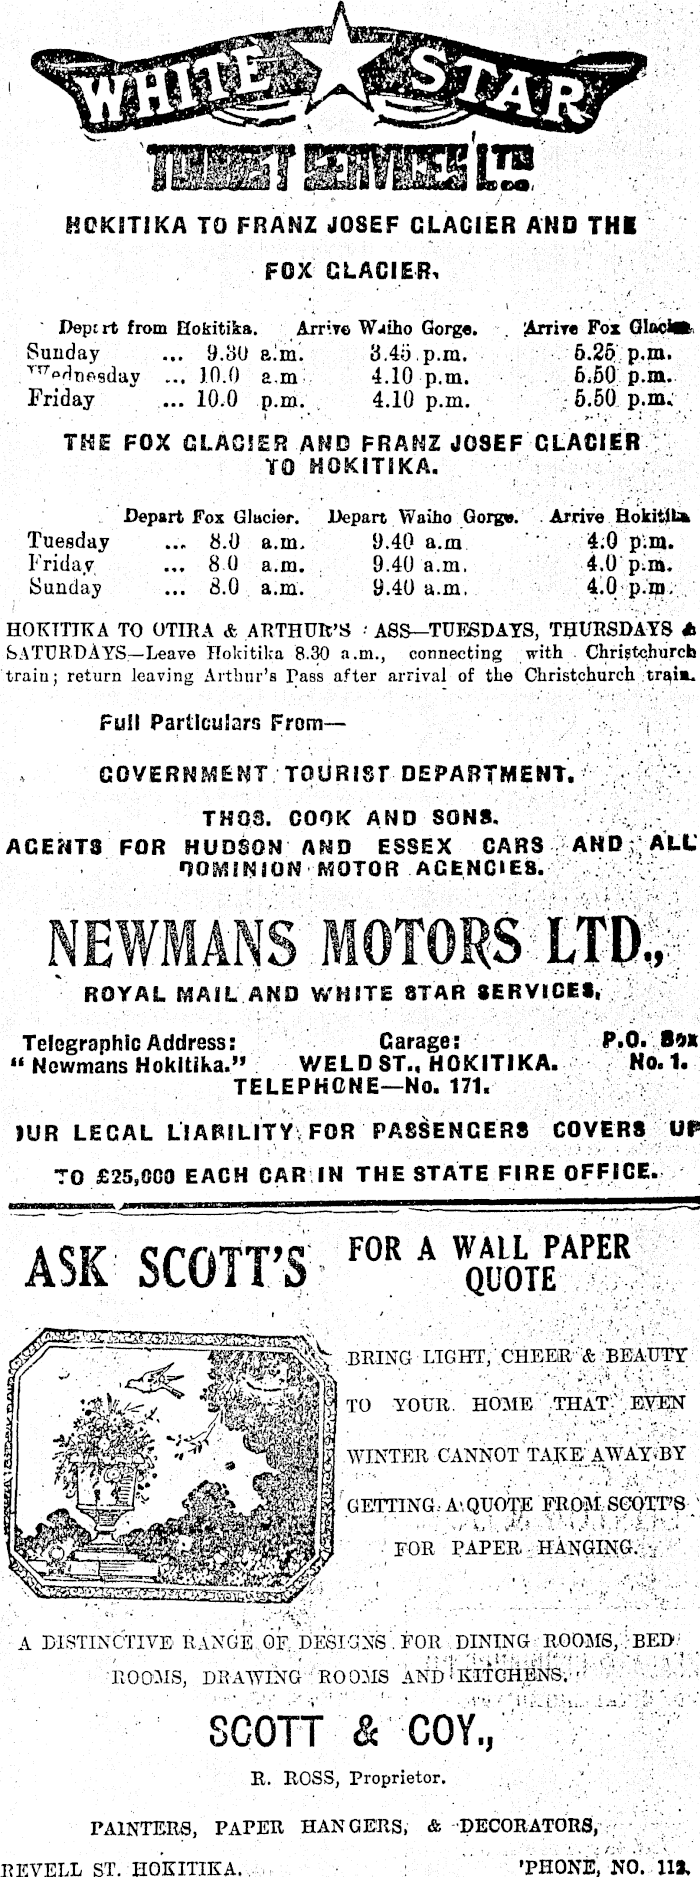 WHITE STAR
TOURIST SERVICES LTD.
HOKITIKA TO FRANZ JOSEF GLACIER AND THE
FOX GLACIER.
Depart from Hokitika. Arrive Waiho Gorge. Arrive Fox Glacier
Sunday ... 9.30 a.m. 3.45 p.m. 5.25 p.m.
Wednesday ... 10.0 a.m 4.10 p.m. 5.50 p.m.
Friday ... 10.0 p.m. 4.10 p.m. 5.50 p.m.
THE FOX GLACIER AND FRANZ JOSEF GLACIER
TO HOKITIKA.
Depart Fox Glacier. Depart Waiho Gorge. Arrive Hokitika
Tuesday ... 8.0 a.m. 9.40 a.m 4.0 p.m.
Friday ... 8.0 a.m. 9.40 a.m. 4.0 p.m.
Sunday ... 8.0 a.m. 9.40 a.m. 4.0 p.m.
HOKITIKA TO OTIRA & ARTHUR'S ASS—TUESDAYS, THURSDAYS &
SATURDAYS—Leave Hokitika 8.30 a.m., connecting with Christchurch
train; return leaving Arthur's Pass after arrival of the Christchurch train.
Full Particulars From—
GOVERNMENT TOURIST DEPARTMENT.
THOS. COOK AND SONS.
AGENTS FOR HUDSON AND ESSEX CARS AND ALL
DOMINION MOTOR AGENCIES.
NEWMANS MOTORS LTD.,
ROYAL MAIL AND WHITE STAR SERVICES,
Telegraphic Address: Garage: P.O. Box
"Newmans Hokitika." WELD ST., HOKITIKA. No. 1.
TELEPHONE—No. 171.
OUR LEGAL LIABILITY FOR PASSENGERS COVERS UP
TO £25,000 EACH CAR IN THE STATE FIRE OFFICE.
ASK SCOTT'S FOR A WALL PAPER
QUOTE
BRING LIGHT, CHEER & BEAUTY
TO YOUR HOME THAT EVEN
WINTER CANNOT TAKE AWAY BY
GETTING A QUOTE FROM SCOTT'S
FOR PAPER HANGING.
A DISTINCTIVE RANGE OF DESIGNS FOR DINING ROOMS, BED
ROOMS, DRAWING ROOMS AND KITCHENS.
SCOTT & COY.,
R. ROSS, Proprietor.
PAINTERS, PAPER HANGERS, & DECORATORS,
REVELL ST. HOKITIKA. 'PHONE, NO. 112.